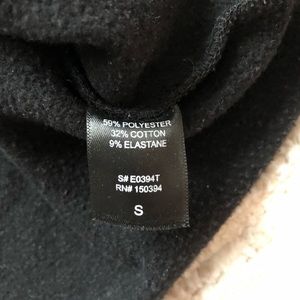 59% POLYESTER
32% COTTON
9% ELASTANE
S# E0394T
RN# 150394
S